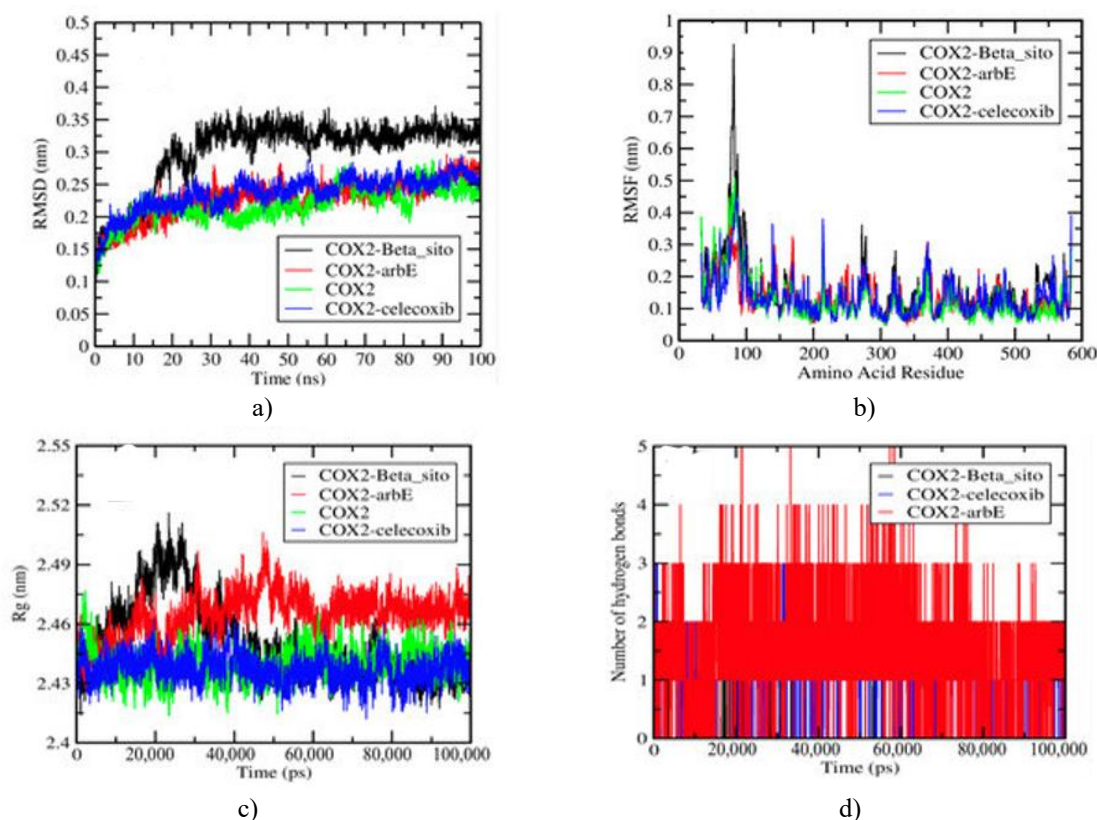 0.5
0.45
0.4
0.35
0.3
0.25
0.2
0.15
0.1
0.05
0
RMSD (nm)
COX2-Beta_sito
COX2-arbE
COX2
COX2-celecoxib
0 10 20 30 40 50 60 70 80 90 100
Time (ns)
a)
1
0.9
0.8
0.7
0.6
0.5
0.4
0.3
0.2
0.1
0
RMSF (nm)
COX2-Beta_sito
COX2-arbE
COX2
COX2-celecoxib
0 100 200 300 400 500 600
Amino Acid Residue
b)
2.55
2.52
2.49
2.46
2.43
2.4
Rg (nm)
COX2-Beta_sito
COX2-arbE
COX2
COX2-celecoxib
0 20,000 40,000 60,000 80,000 100,000
Time (ps)
c)
5
4
3
2
1
0
Number of hydrogen bonds
COX2-Beta_sito
COX2-celecoxib
COX2-arbE
0 20,000 40,000 60,000 80,000 100,000
Time (ps)
d)